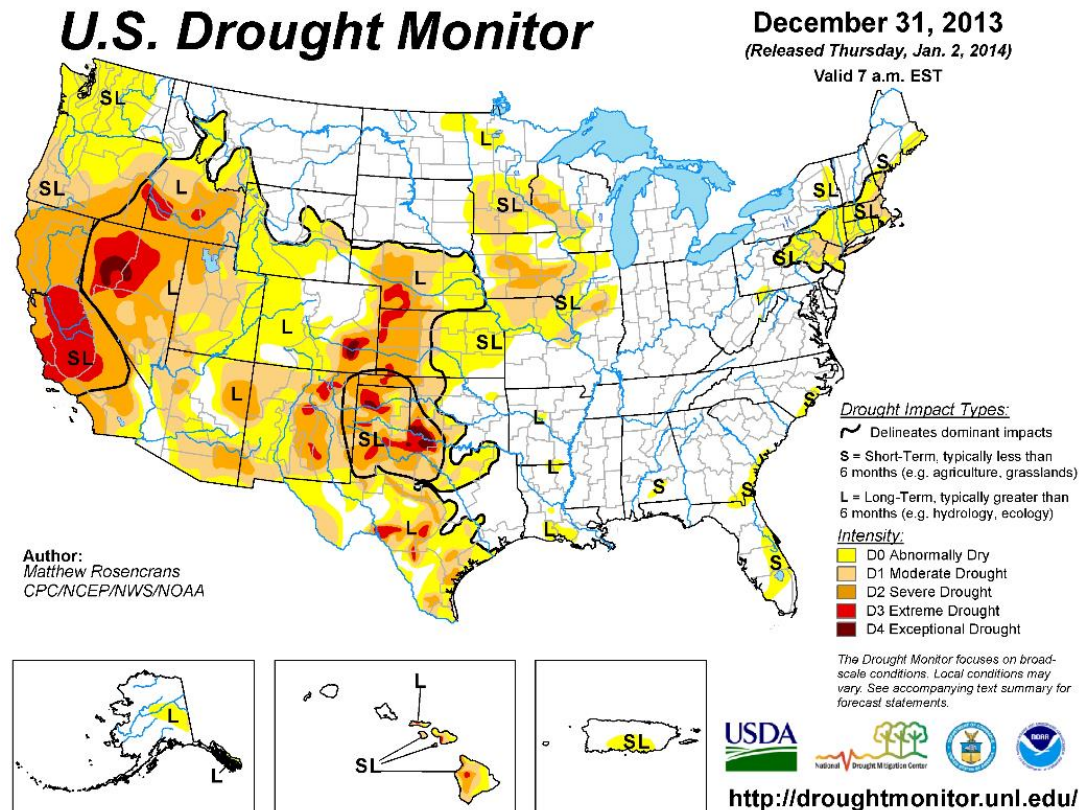 U.S. Drought Monitor
December 31, 2013
(Released Thursday, Jan. 2, 2014)
Valid 7 a.m. EST
SL
L
SL
L
SL
L
S
SL
SL
SL
L
L
L
SL
SL
SL
L
SL
L
L
L
S
S
S
S
L
L
Drought Impact Types:
Delineates dominant impacts
S = Short-Term, typically less than
6 months (e.g. agriculture, grasslands)
L = Long-Term, typically greater than
6 months (e.g. hydrology, ecology)
Intensity:
D0 Abnormally Dry
D1 Moderate Drought
D2 Severe Drought
D3 Extreme Drought
D4 Exceptional Drought
Author:
Matthew Rosencrans
CPC/NCEP/NWS/NOAA
The Drought Monitor focuses on broad-
scale conditions. Local conditions may
vary. See accompanying text summary for
forecast statements.
L
L
L
SL
SL
USDA
National Drought Mitigation Center
NOAA
http://droughtmonitor.unl.edu/